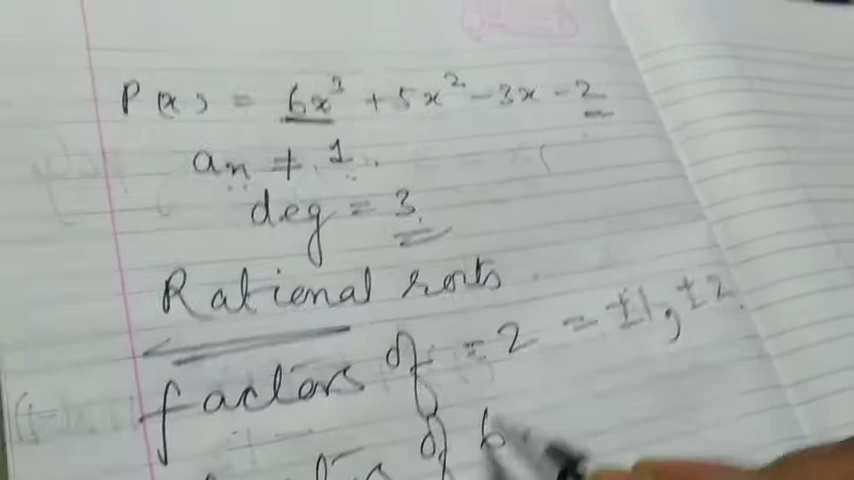 P(x) = 6x³ + 5x² - 3x - 2
aₙ ≠ 1.
deg = 3
Rational roots
factors of = 2 = ±1, ±2
of 6